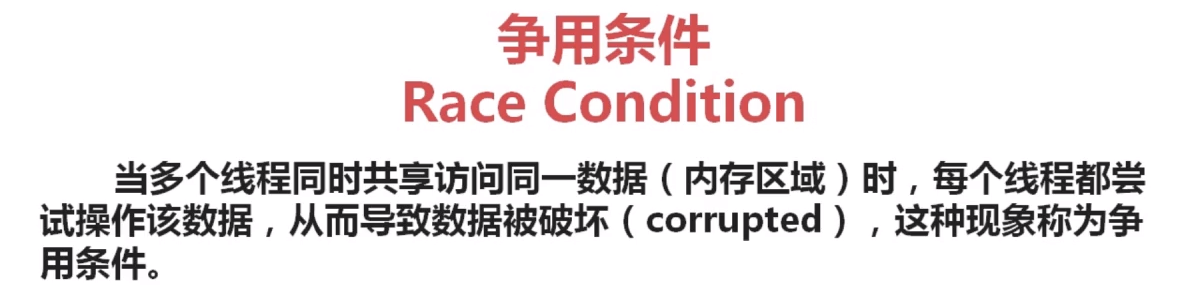 争用条件
Race Condition
当多个线程同时共享访问同一数据（内存区域）时，每个线程都尝
试操作该数据，从而导致数据被破坏（corrupted），这种现象称为争
用条件。